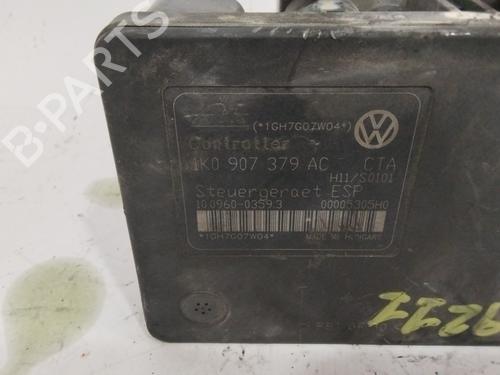 (*1GH7G07W04*)
Controller
1K0 907 379 AC CTA
H11/S0101
Steuergeraet ESP
10.0960-0359.3 00005305H0
*1GH7G07W04* MADE IN HUNGARY